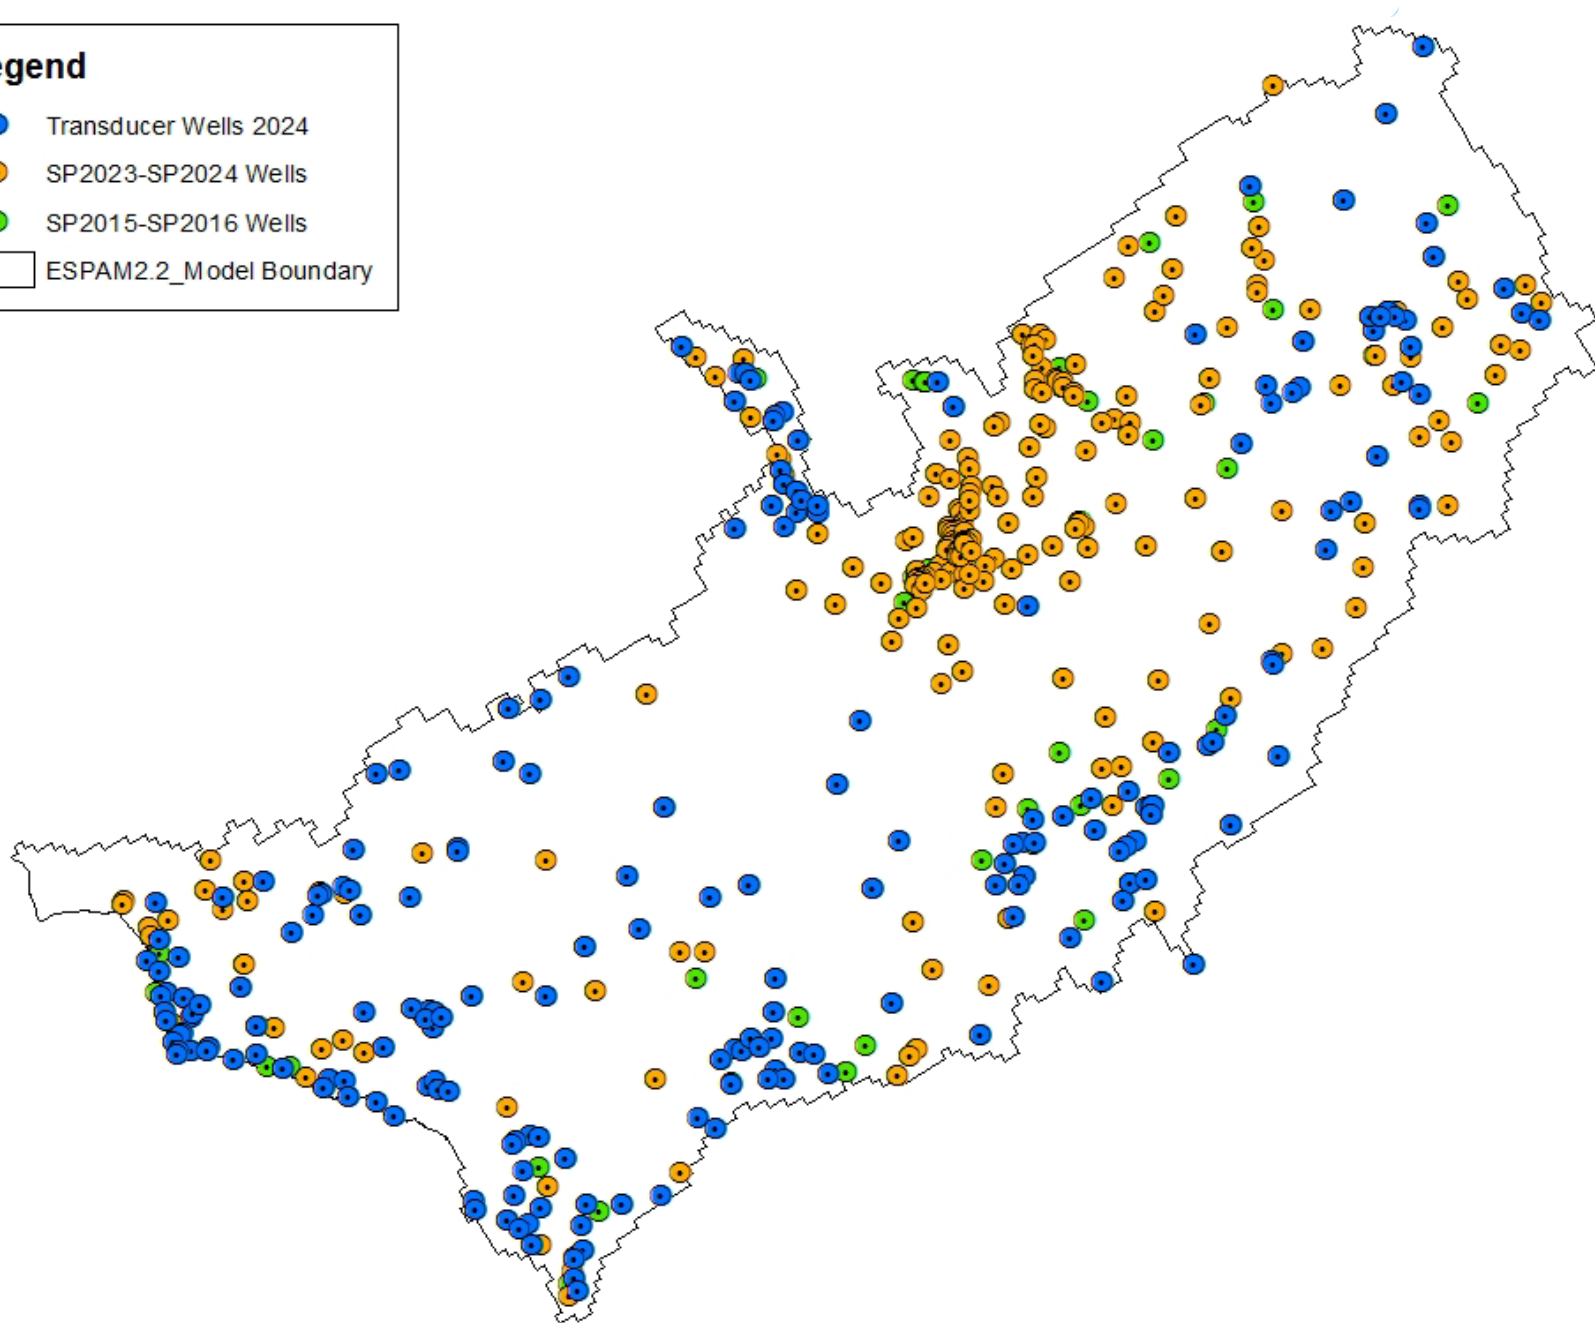 egend
Transducer Wells 2024
SP2023-SP2024 Wells
SP2015-SP2016 Wells
ESPAM2.2_Model Boundary